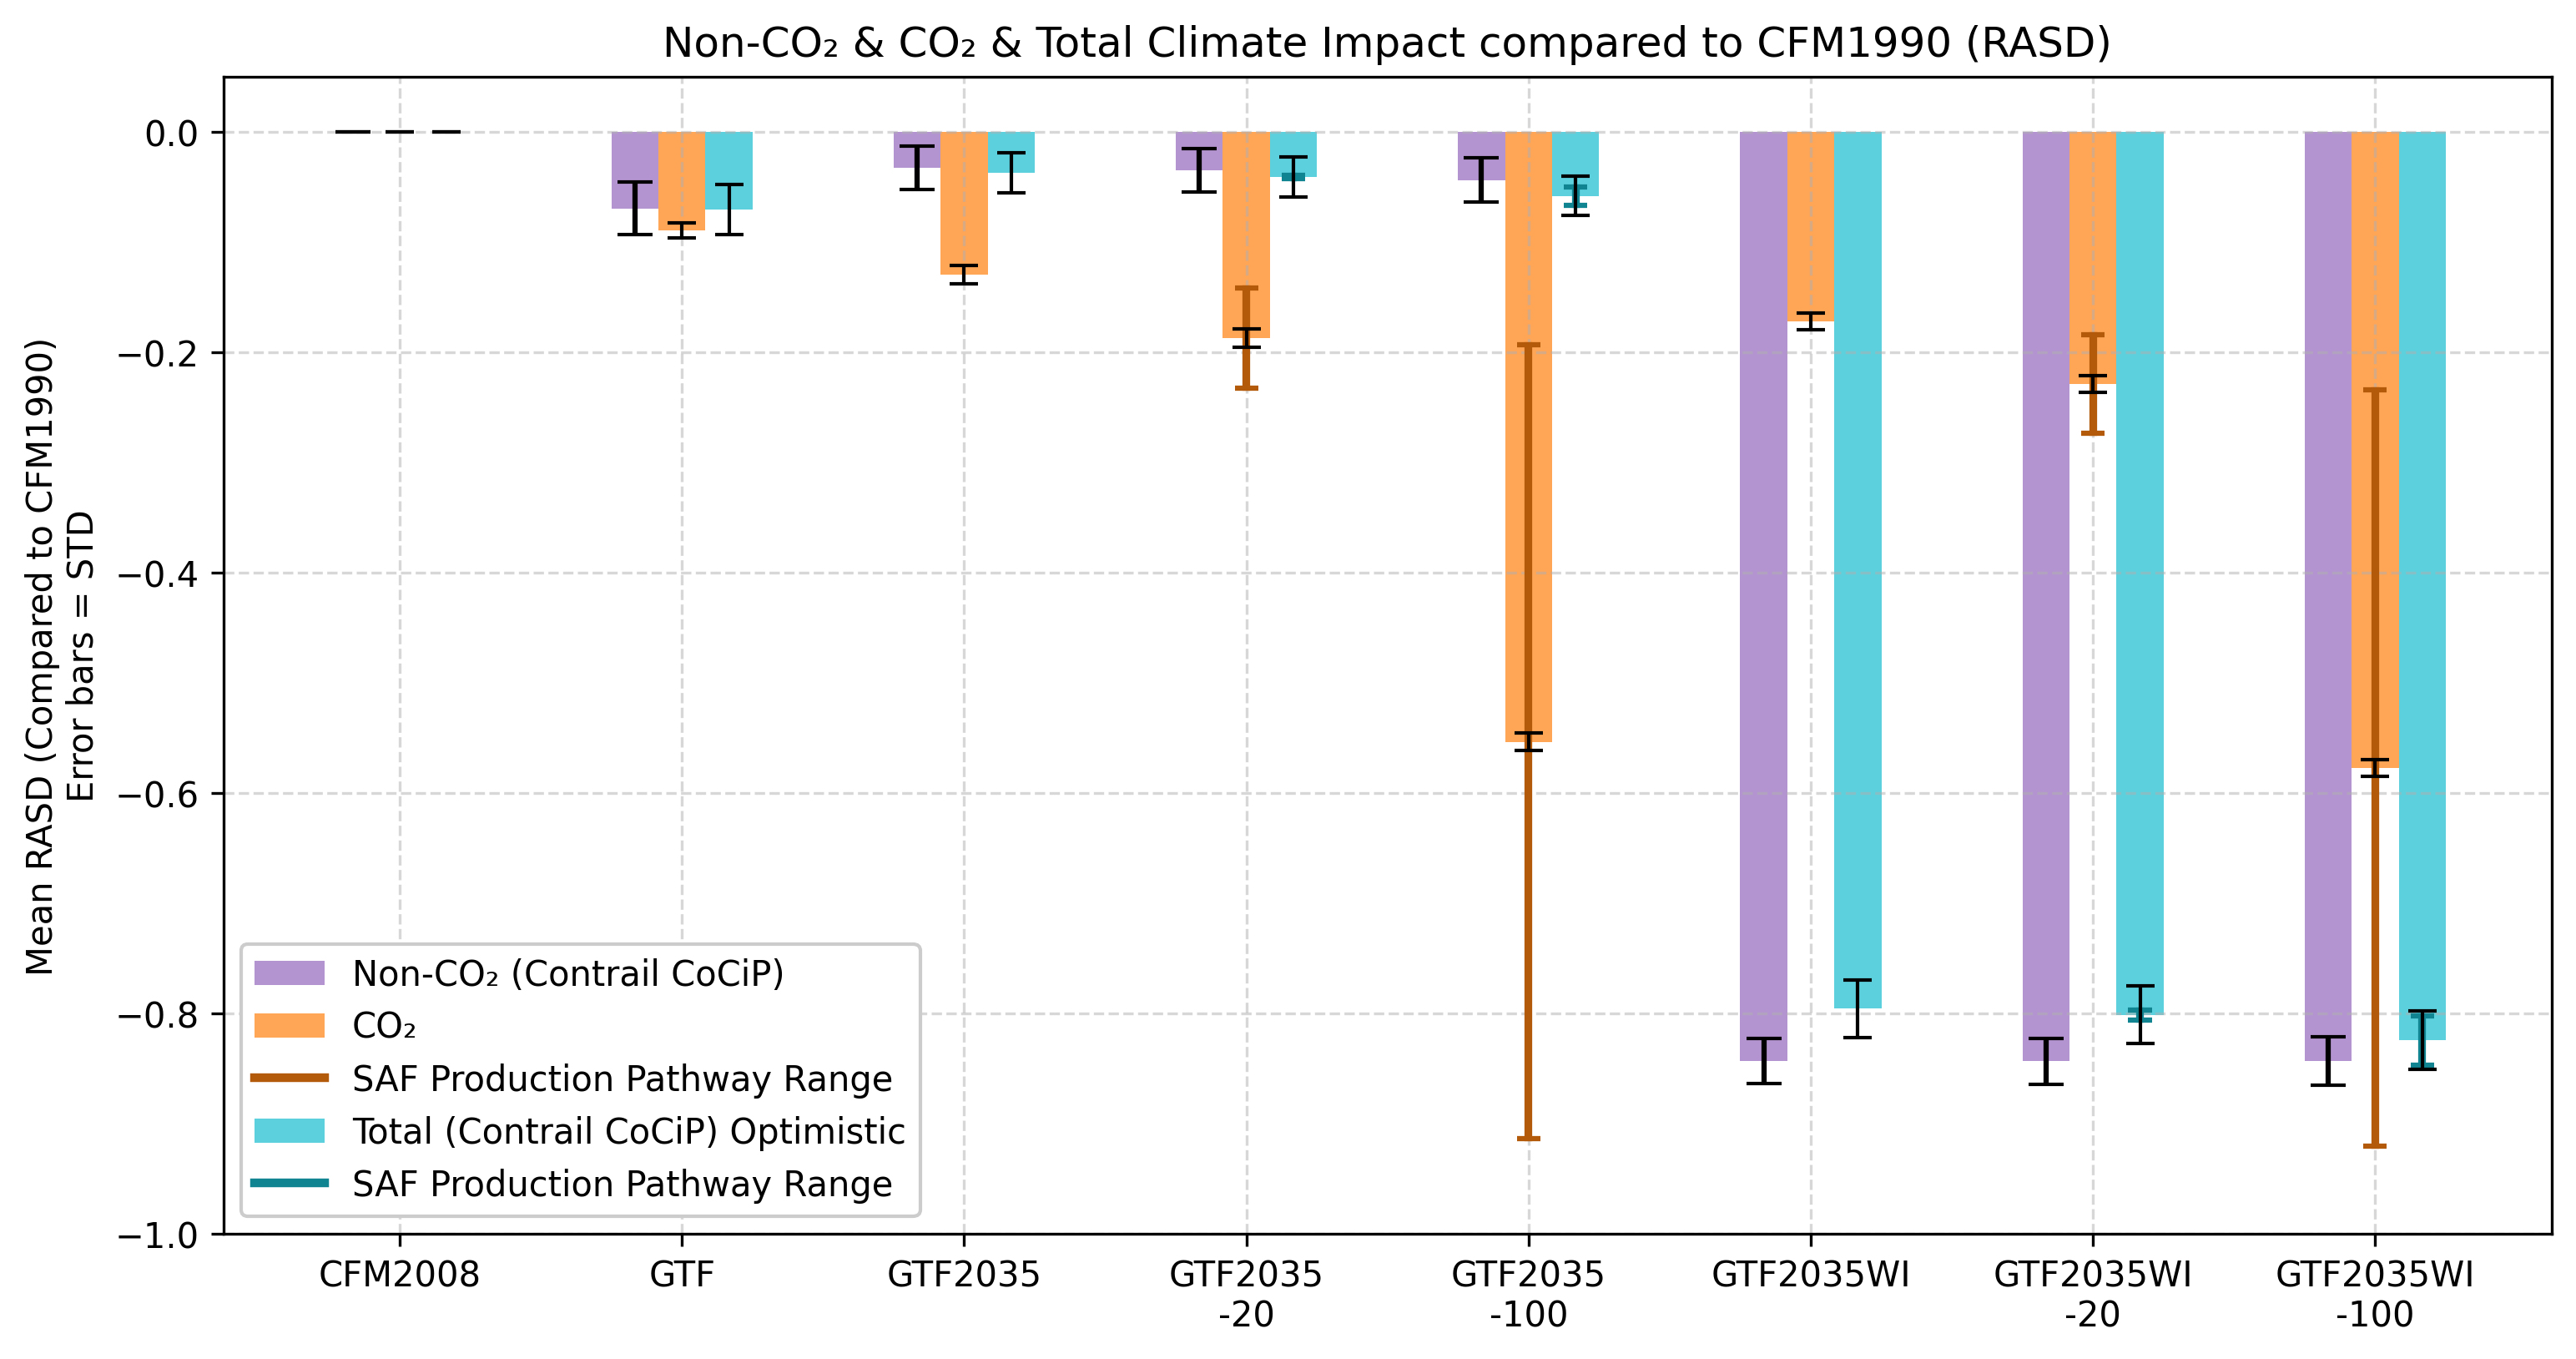 Non-CO₂ & CO₂ & Total Climate Impact compared to CFM1990 (RASD)
Mean RASD (Compared to CFM1990)
Error bars = STD
0.0
−0.2
−0.4
−0.6
−0.8
−1.0
Non-CO₂ (Contrail CoCiP)
CO₂
SAF Production Pathway Range
Total (Contrail CoCiP) Optimistic
SAF Production Pathway Range
CFM2008 GTF GTF2035 GTF2035 GTF2035 GTF2035WI GTF2035WI GTF2035WI
-20 -100 -20 -100